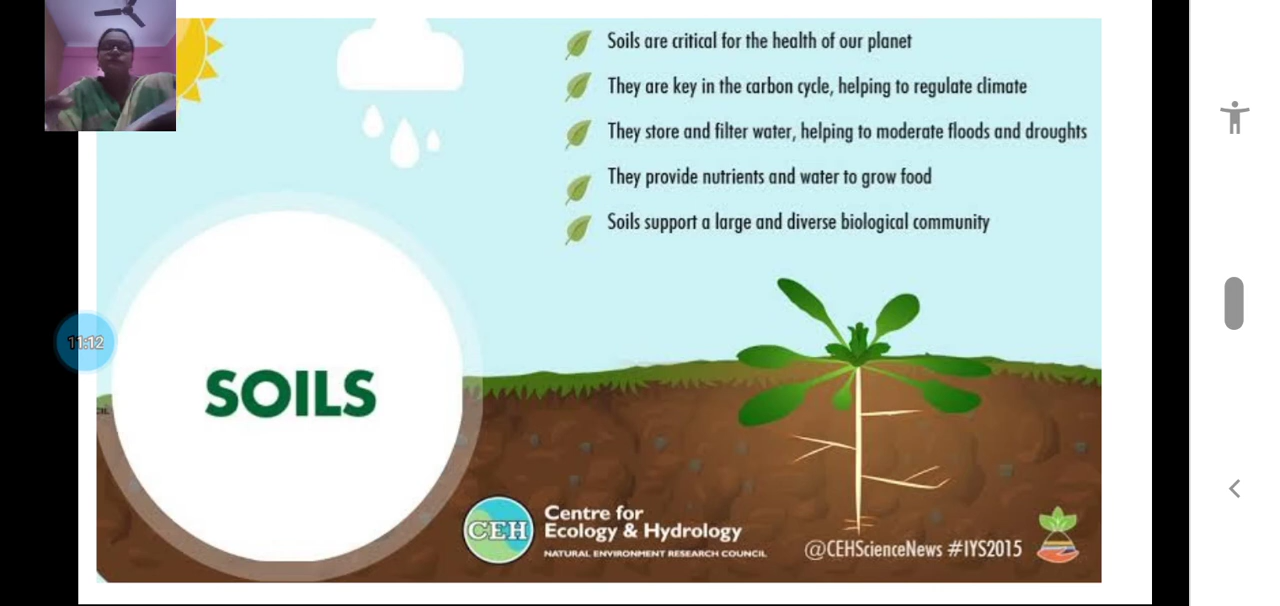 Soils are critical for the health of our planet
They are key in the carbon cycle, helping to regulate climate
They store and filter water, helping to moderate floods and droughts
They provide nutrients and water to grow food
Soils support a large and diverse biological community
11:12
SOILS
CEH
Centre for
Ecology & Hydrology
NATURAL ENVIRONMENT RESEARCH COUNCIL
@CEHScienceNews #IYS2015